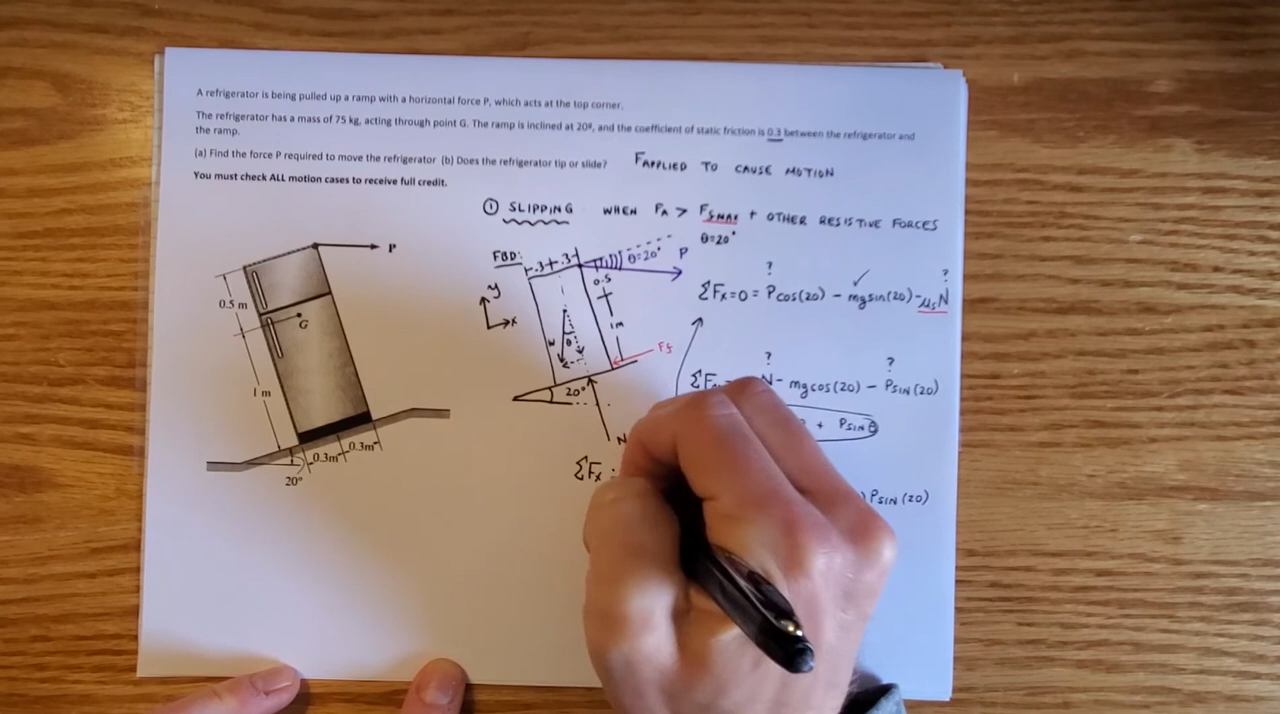 A refrigerator is being pulled up a ramp with a horizontal force P, which acts at the top corner.
The refrigerator has a mass of 75 kg, acting through point G. The ramp is inclined at 20º, and the coefficient of static friction is 0.3 between the refrigerator and
the ramp.
(a) Find the force P required to move the refrigerator (b) Does the refrigerator tip or slide?
FAPPLIED TO CAUSE MOTION
You must check ALL motion cases to receive full credit.
① SLIPPING WHEN FA > FSMAX + OTHER RESISTIVE FORCES
θ=20°
FBD:
.3 .3
θ=20°
P
0.5
1m
y
x
W
θ
Fs
20°
N
? ?
ΣFx=0 = Pcos(20) - mgsin(20) - μsN
? ?
N - mgcos(20) - PSIN(20)
+ PSINθ
ΣFx
PSIN(20)
P
0.5 m
G
1 m
0.3m
0.3m
20°